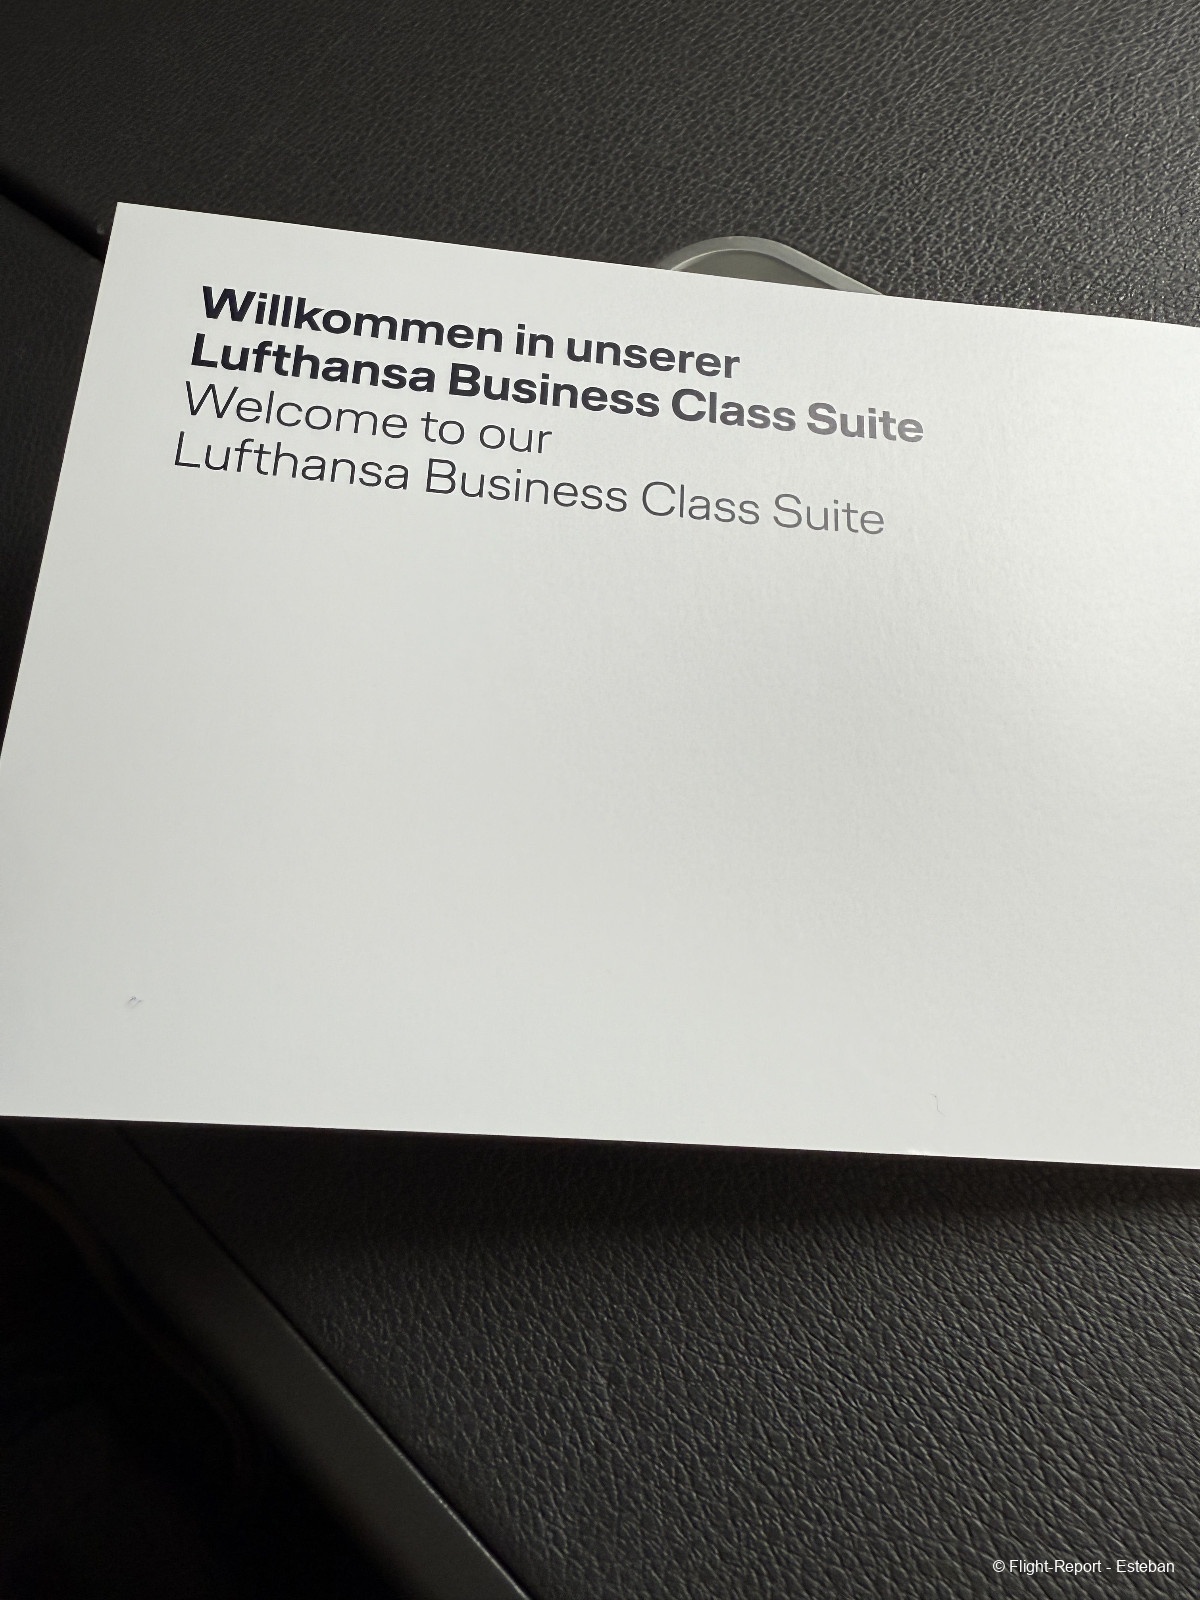 Willkommen in unserer
Lufthansa Business Class Suite
Welcome to our
Lufthansa Business Class Suite
© Flight-Report - Esteban